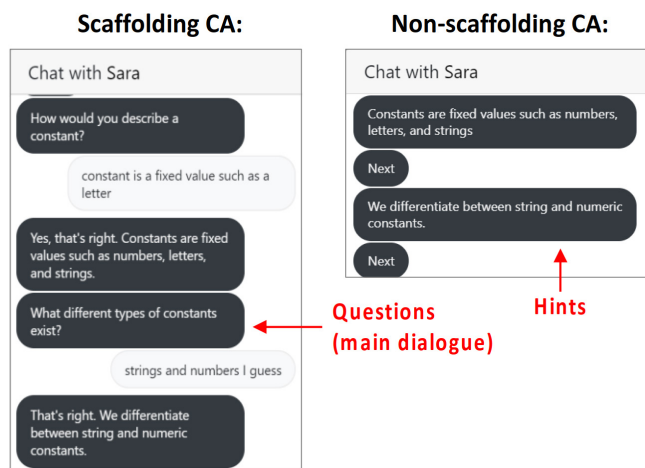 Scaffolding CA:
Chat with Sara
How would you describe a
constant?
constant is a fixed value such as a
letter
Yes, that's right. Constants are fixed
values such as numbers, letters,
and strings.
What different types of constants
exist?
strings and numbers I guess
That's right. We differentiate
between string and numeric
constants.
Questions
(main dialogue)
Non-scaffolding CA:
Chat with Sara
Constants are fixed values such as numbers,
letters, and strings
Next
We differentiate between string and numeric
constants.
Next
Hints